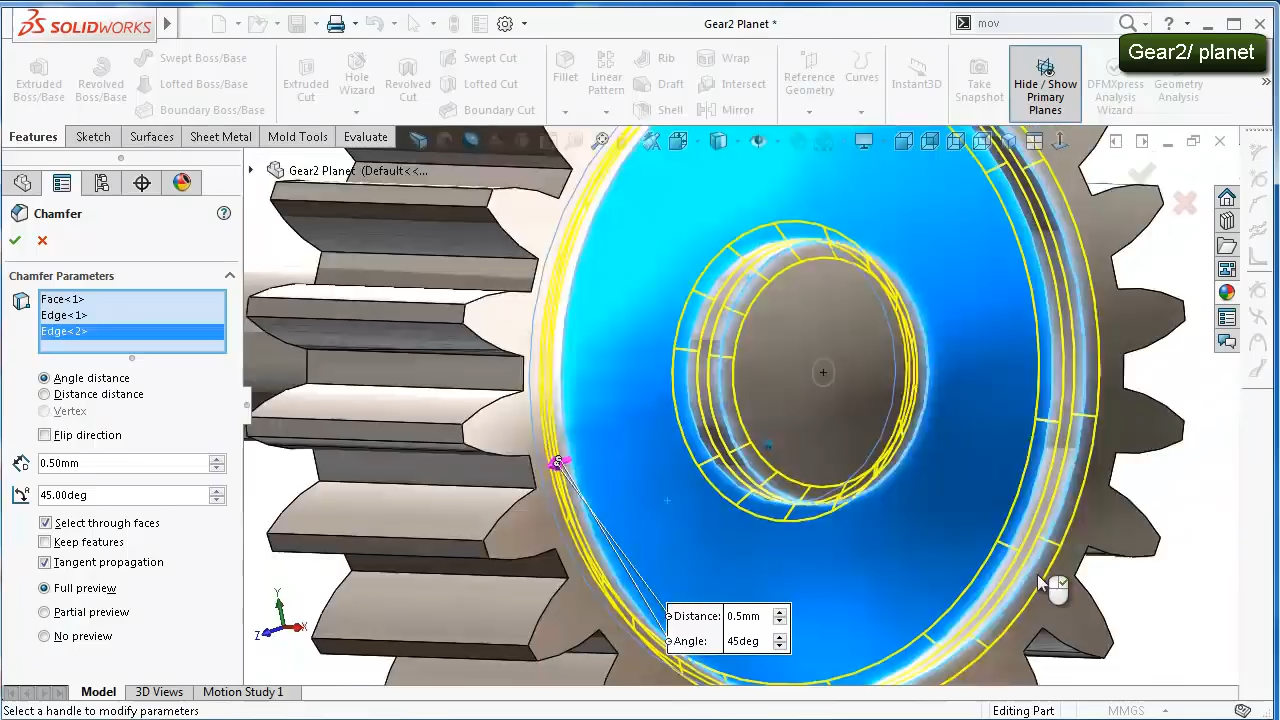 SOLIDWORKS
Gear2 Planet *
mov
Gear2/ planet
Extruded Boss/Base
Revolved Boss/Base
Swept Boss/Base
Lofted Boss/Base
Boundary Boss/Base
Extruded Cut
Hole Wizard
Revolved Cut
Swept Cut
Lofted Cut
Boundary Cut
Fillet
Linear Pattern
Rib
Draft
Shell
Wrap
Intersect
Mirror
Reference Geometry
Curves
Instant3D
Take Snapshot
Hide / Show Primary Planes
DFMXpress Analysis Wizard
Geometry Analysis
Features
Sketch
Surfaces
Sheet Metal
Mold Tools
Evaluate
Gear2 Planet (Default<<...
Chamfer
Chamfer Parameters
Face<1>
Edge<1>
Edge<2>
Angle distance
Distance distance
Vertex
Flip direction
0.50mm
45.00deg
Select through faces
Keep features
Tangent propagation
Full preview
Partial preview
No preview
Distance: 0.5mm
Angle: 45deg
Y
X
Z
Model
3D Views
Motion Study 1
Select a handle to modify parameters
Editing Part
MMGS